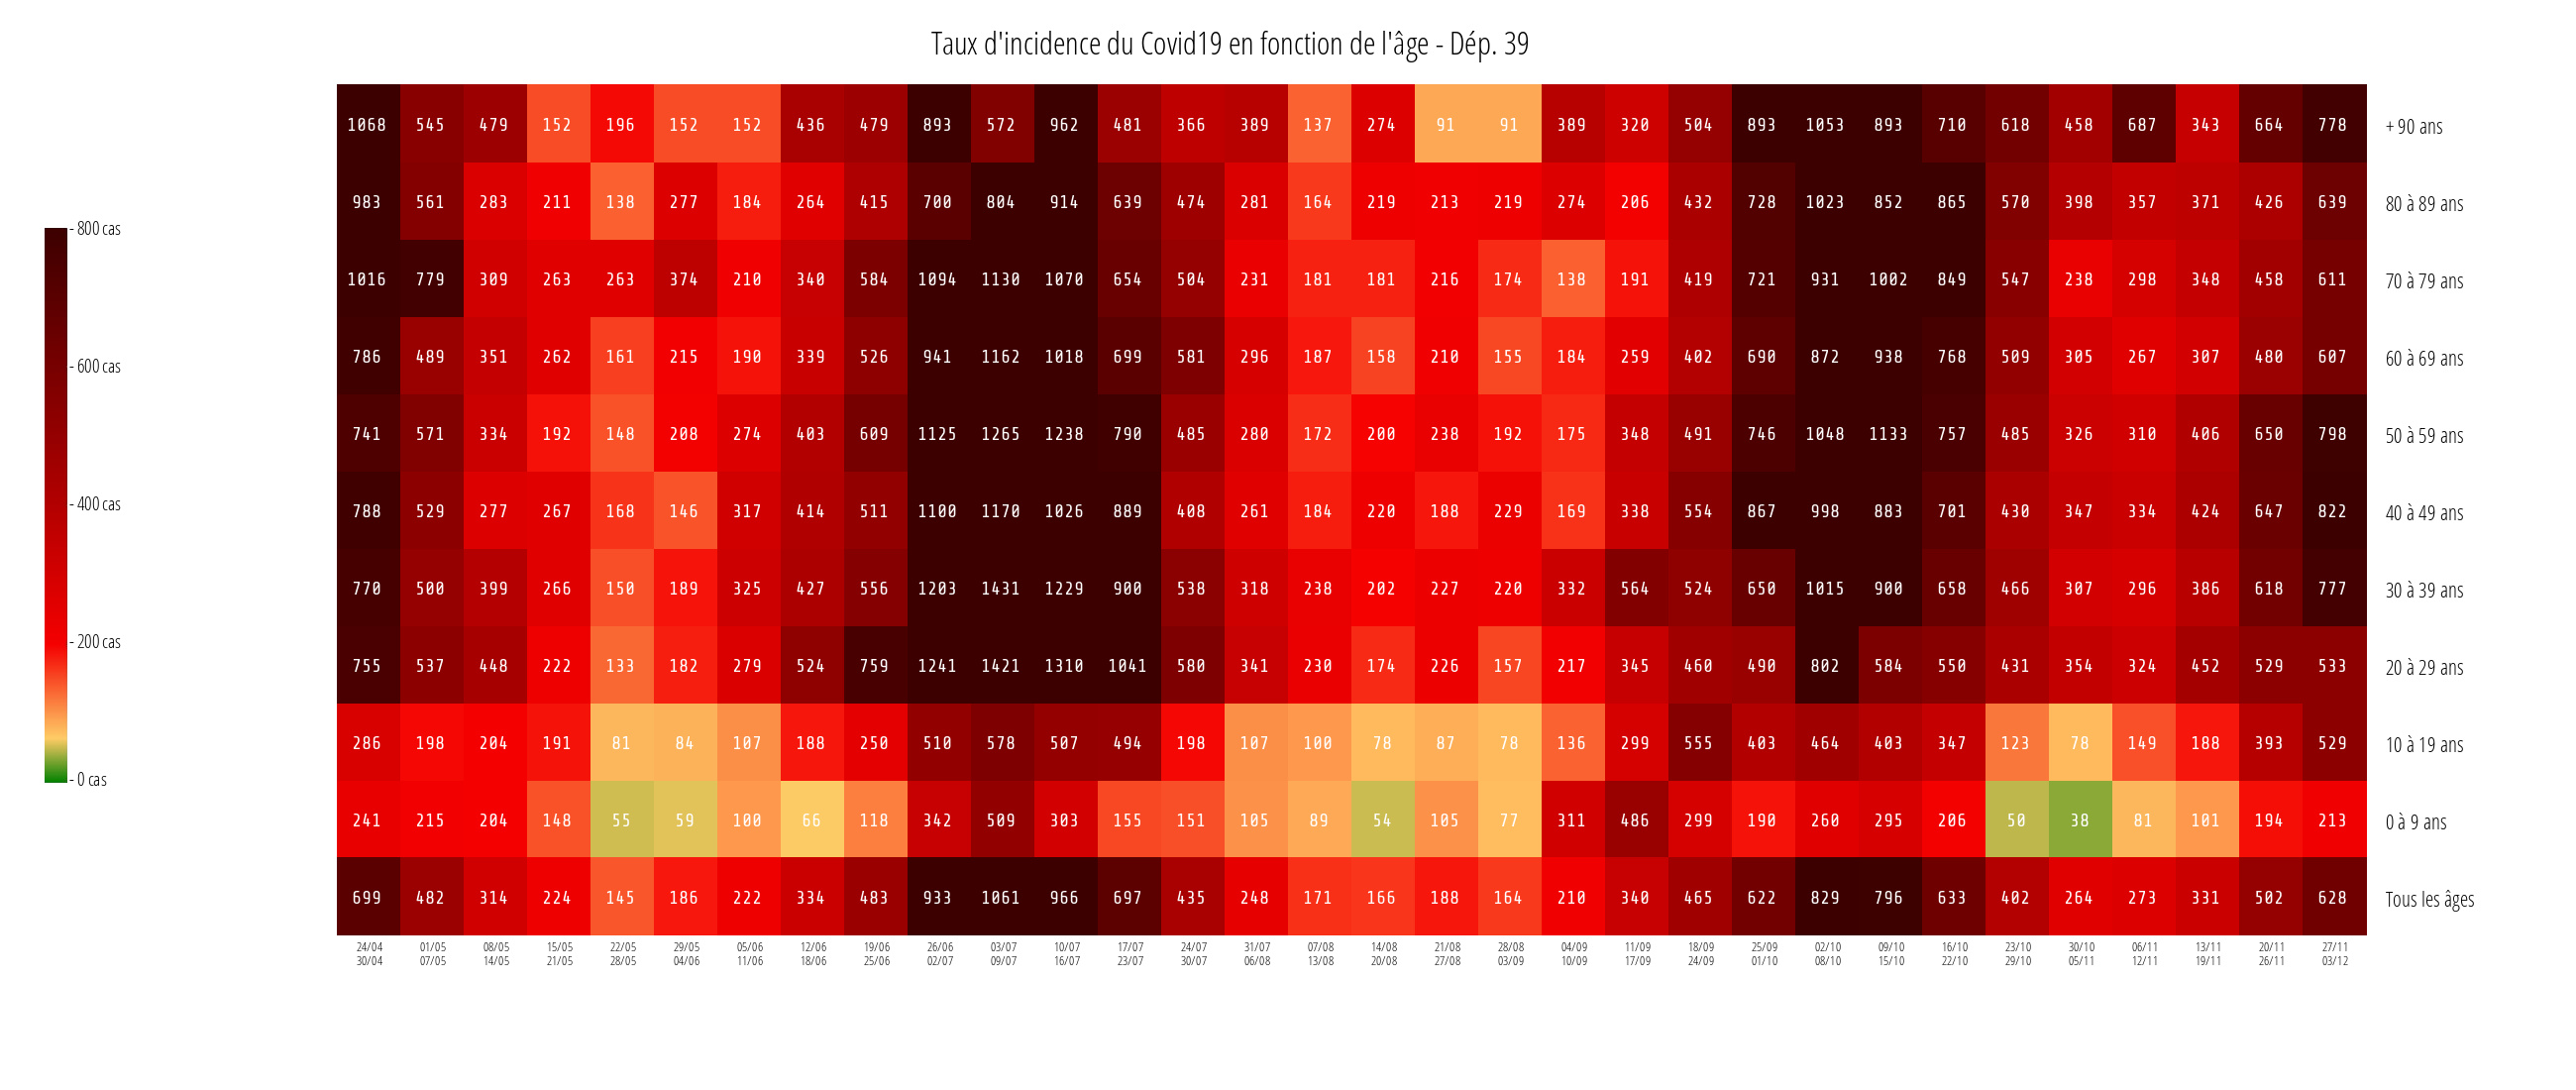 Taux d'incidence du Covid19 en fonction de l'âge - Dép. 39
- 800 cas
- 600 cas
- 400 cas
- 200 cas
- 0 cas
1068 545 479 152 196 152 152 436 479 893 572 962 481 366 389 137 274 91 91 389 320 504 893 1053 893 710 618 458 687 343 664 778 + 90 ans
983 561 283 211 138 277 184 264 415 700 804 914 639 474 281 164 219 213 219 274 206 432 728 1023 852 865 570 398 357 371 426 639 80 à 89 ans
1016 779 309 263 263 374 210 340 584 1094 1130 1070 654 504 231 181 181 216 174 138 191 419 721 931 1002 849 547 238 298 348 458 611 70 à 79 ans
786 489 351 262 161 215 190 339 526 941 1162 1018 699 581 296 187 158 210 155 184 259 402 690 872 938 768 509 305 267 307 480 607 60 à 69 ans
741 571 334 192 148 208 274 403 609 1125 1265 1238 790 485 280 172 200 238 192 175 348 491 746 1048 1133 757 485 326 310 406 650 798 50 à 59 ans
788 529 277 267 168 146 317 414 511 1100 1170 1026 889 408 261 184 220 188 229 169 338 554 867 998 883 701 430 347 334 424 647 822 40 à 49 ans
770 500 399 266 150 189 325 427 556 1203 1431 1229 900 538 318 238 202 227 220 332 564 524 650 1015 900 658 466 307 296 386 618 777 30 à 39 ans
755 537 448 222 133 182 279 524 759 1241 1421 1310 1041 580 341 230 174 226 157 217 345 460 490 802 584 550 431 354 324 452 529 533 20 à 29 ans
286 198 204 191 81 84 107 188 250 510 578 507 494 198 107 100 78 87 78 136 299 555 403 464 403 347 123 78 149 188 393 529 10 à 19 ans
241 215 204 148 55 59 100 66 118 342 509 303 155 151 105 89 54 105 77 311 486 299 190 260 295 206 50 38 81 101 194 213 0 à 9 ans
699 482 314 224 145 186 222 334 483 933 1061 966 697 435 248 171 166 188 164 210 340 465 622 829 796 633 402 264 273 331 502 628 Tous les âges
24/04 01/05 08/05 15/05 22/05 29/05 05/06 12/06 19/06 26/06 03/07 10/07 17/07 24/07 31/07 07/08 14/08 21/08 28/08 04/09 11/09 18/09 25/09 02/10 09/10 16/10 23/10 30/10 06/11 13/11 20/11 27/11
30/04 07/05 14/05 21/05 28/05 04/06 11/06 18/06 25/06 02/07 09/07 16/07 23/07 30/07 06/08 13/08 20/08 27/08 03/09 10/09 17/09 24/09 01/10 08/10 15/10 22/10 29/10 05/11 12/11 19/11 26/11 03/12